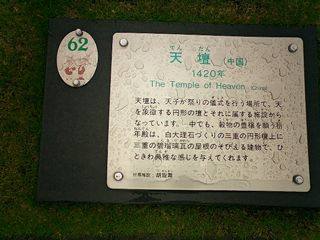 62
てん だん
天壇 (中国)
1420年
The Temple of Heaven (China)
天壇は、天子が祭りの儀式を行う場所で、天
を象徴する円形の壇とそれに属する施設から
なっています。中でも、穀物の豊穣を願う祈
年殿は、白大理石づくりの三重の円形壇上に
三重の碧瑠璃瓦の屋根のそびえる建物で、ひ
ときわ典雅な感じを与えてくれます。